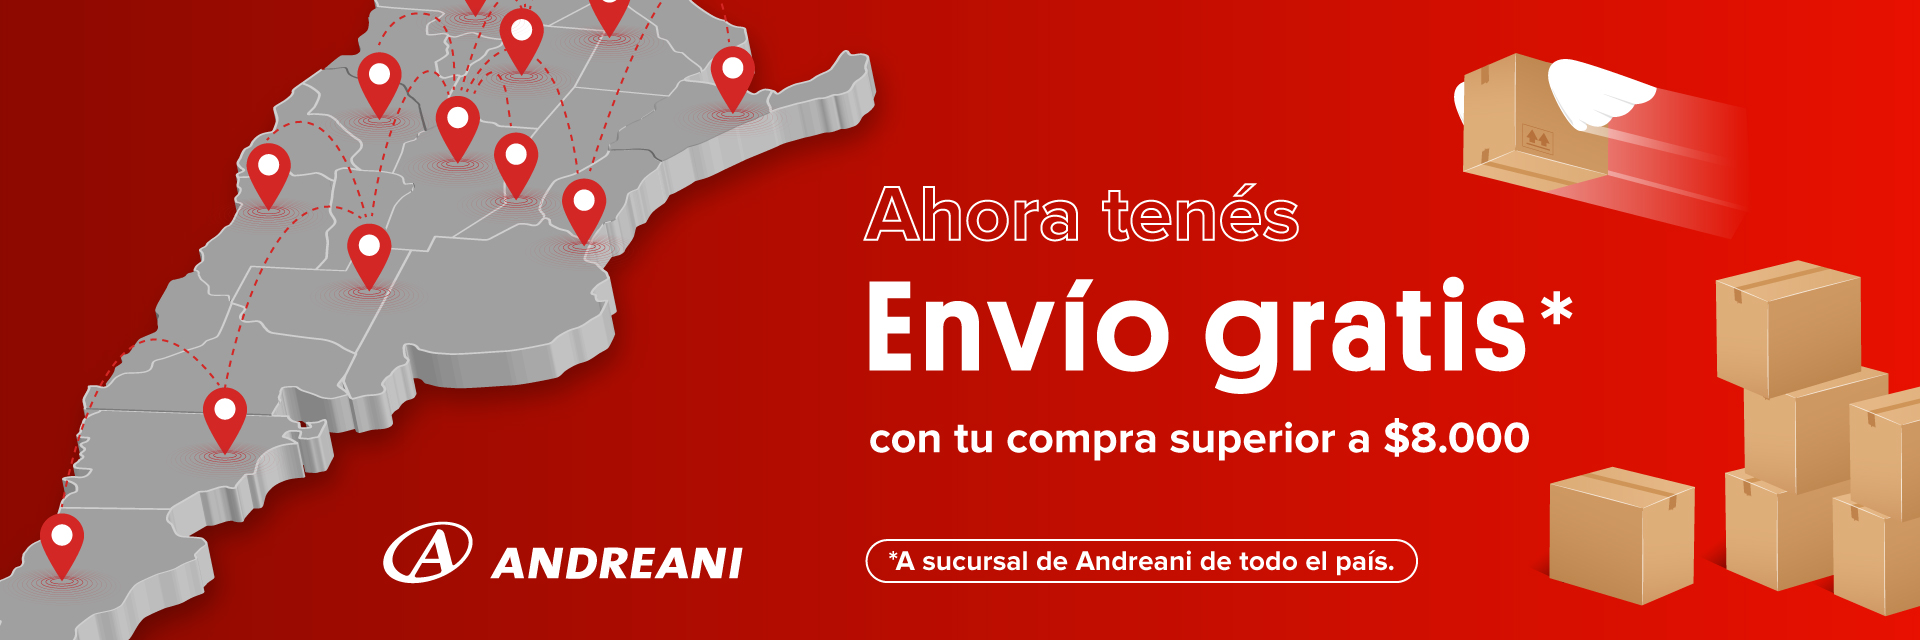 Ahora tenés
Envío gratis*
con tu compra superior a $8.000
A ANDREANI
*A sucursal de Andreani de todo el país.